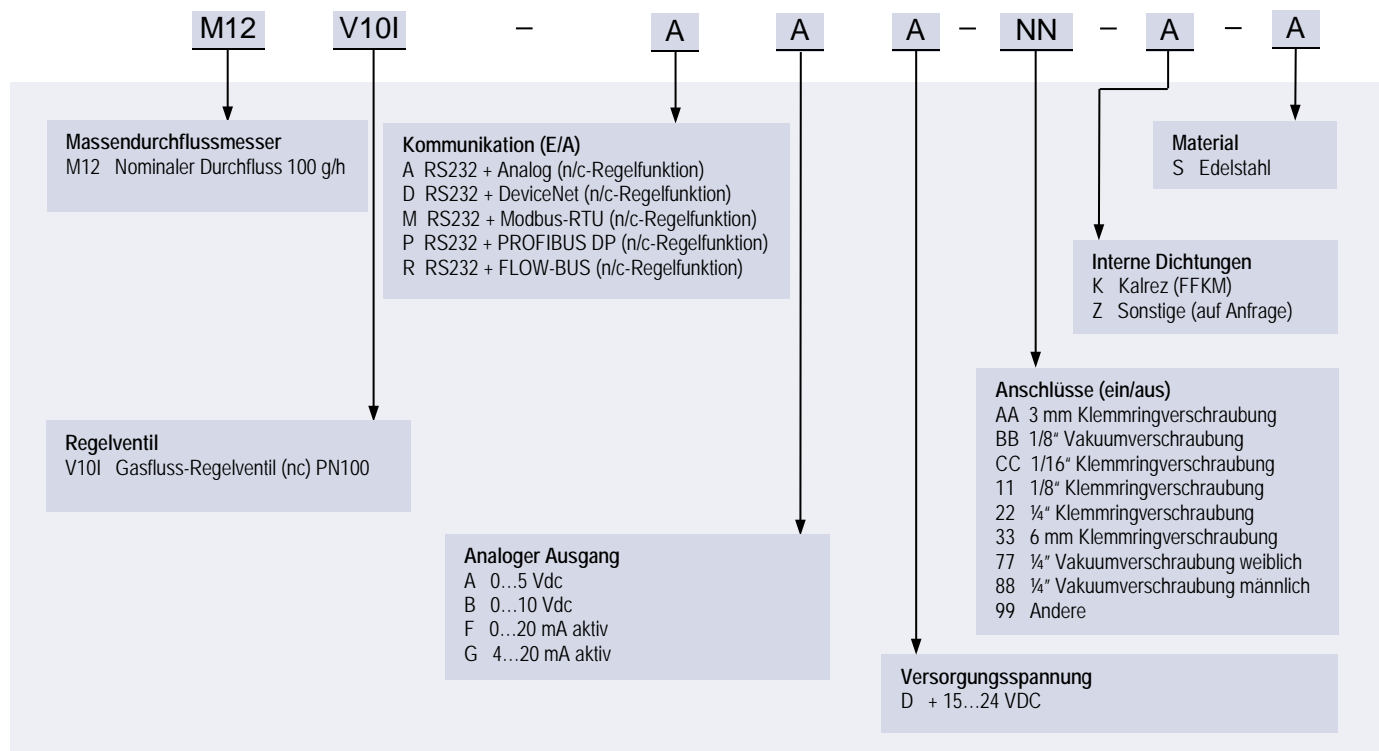 M12 V10I – A A A – NN – A – A
Massendurchflussmesser
M12 Nominaler Durchfluss 100 g/h
Kommunikation (E/A)
A RS232 + Analog (n/c-Regelfunktion)
D RS232 + DeviceNet (n/c-Regelfunktion)
M RS232 + Modbus-RTU (n/c-Regelfunktion)
P RS232 + PROFIBUS DP (n/c-Regelfunktion)
R RS232 + FLOW-BUS (n/c-Regelfunktion)
Material
S Edelstahl
Interne Dichtungen
K Kalrez (FFKM)
Z Sonstige (auf Anfrage)
Regelventil
V10I Gasfluss-Regelventil (nc) PN100
Anschlüsse (ein/aus)
AA 3 mm Klemmringverschraubung
BB 1/8" Vakuumverschraubung
CC 1/16" Klemmringverschraubung
11 1/8" Klemmringverschraubung
22 ¼" Klemmringverschraubung
33 6 mm Klemmringverschraubung
77 ¼" Vakuumverschraubung weiblich
88 ¼" Vakuumverschraubung männlich
99 Andere
Analoger Ausgang
A 0…5 Vdc
B 0…10 Vdc
F 0…20 mA aktiv
G 4…20 mA aktiv
Versorgungsspannung
D + 15…24 VDC